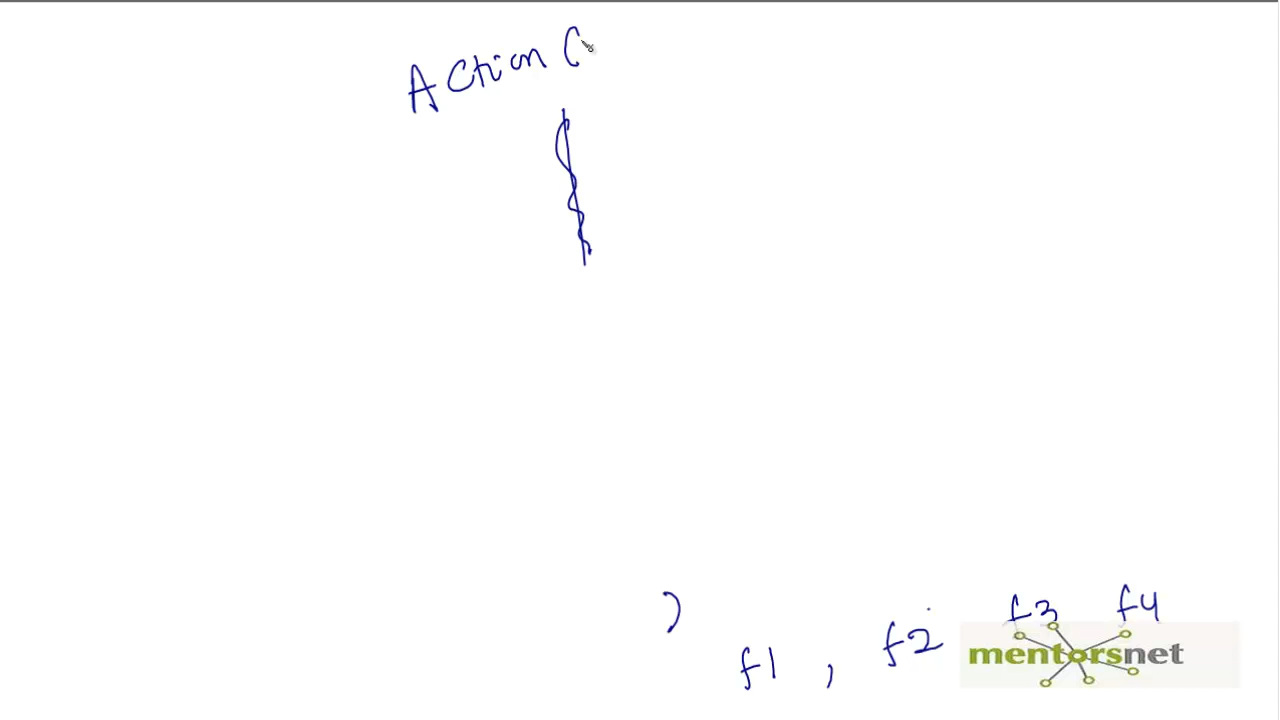 Action (
) f1 , f2 f3 f4
mentorsnet